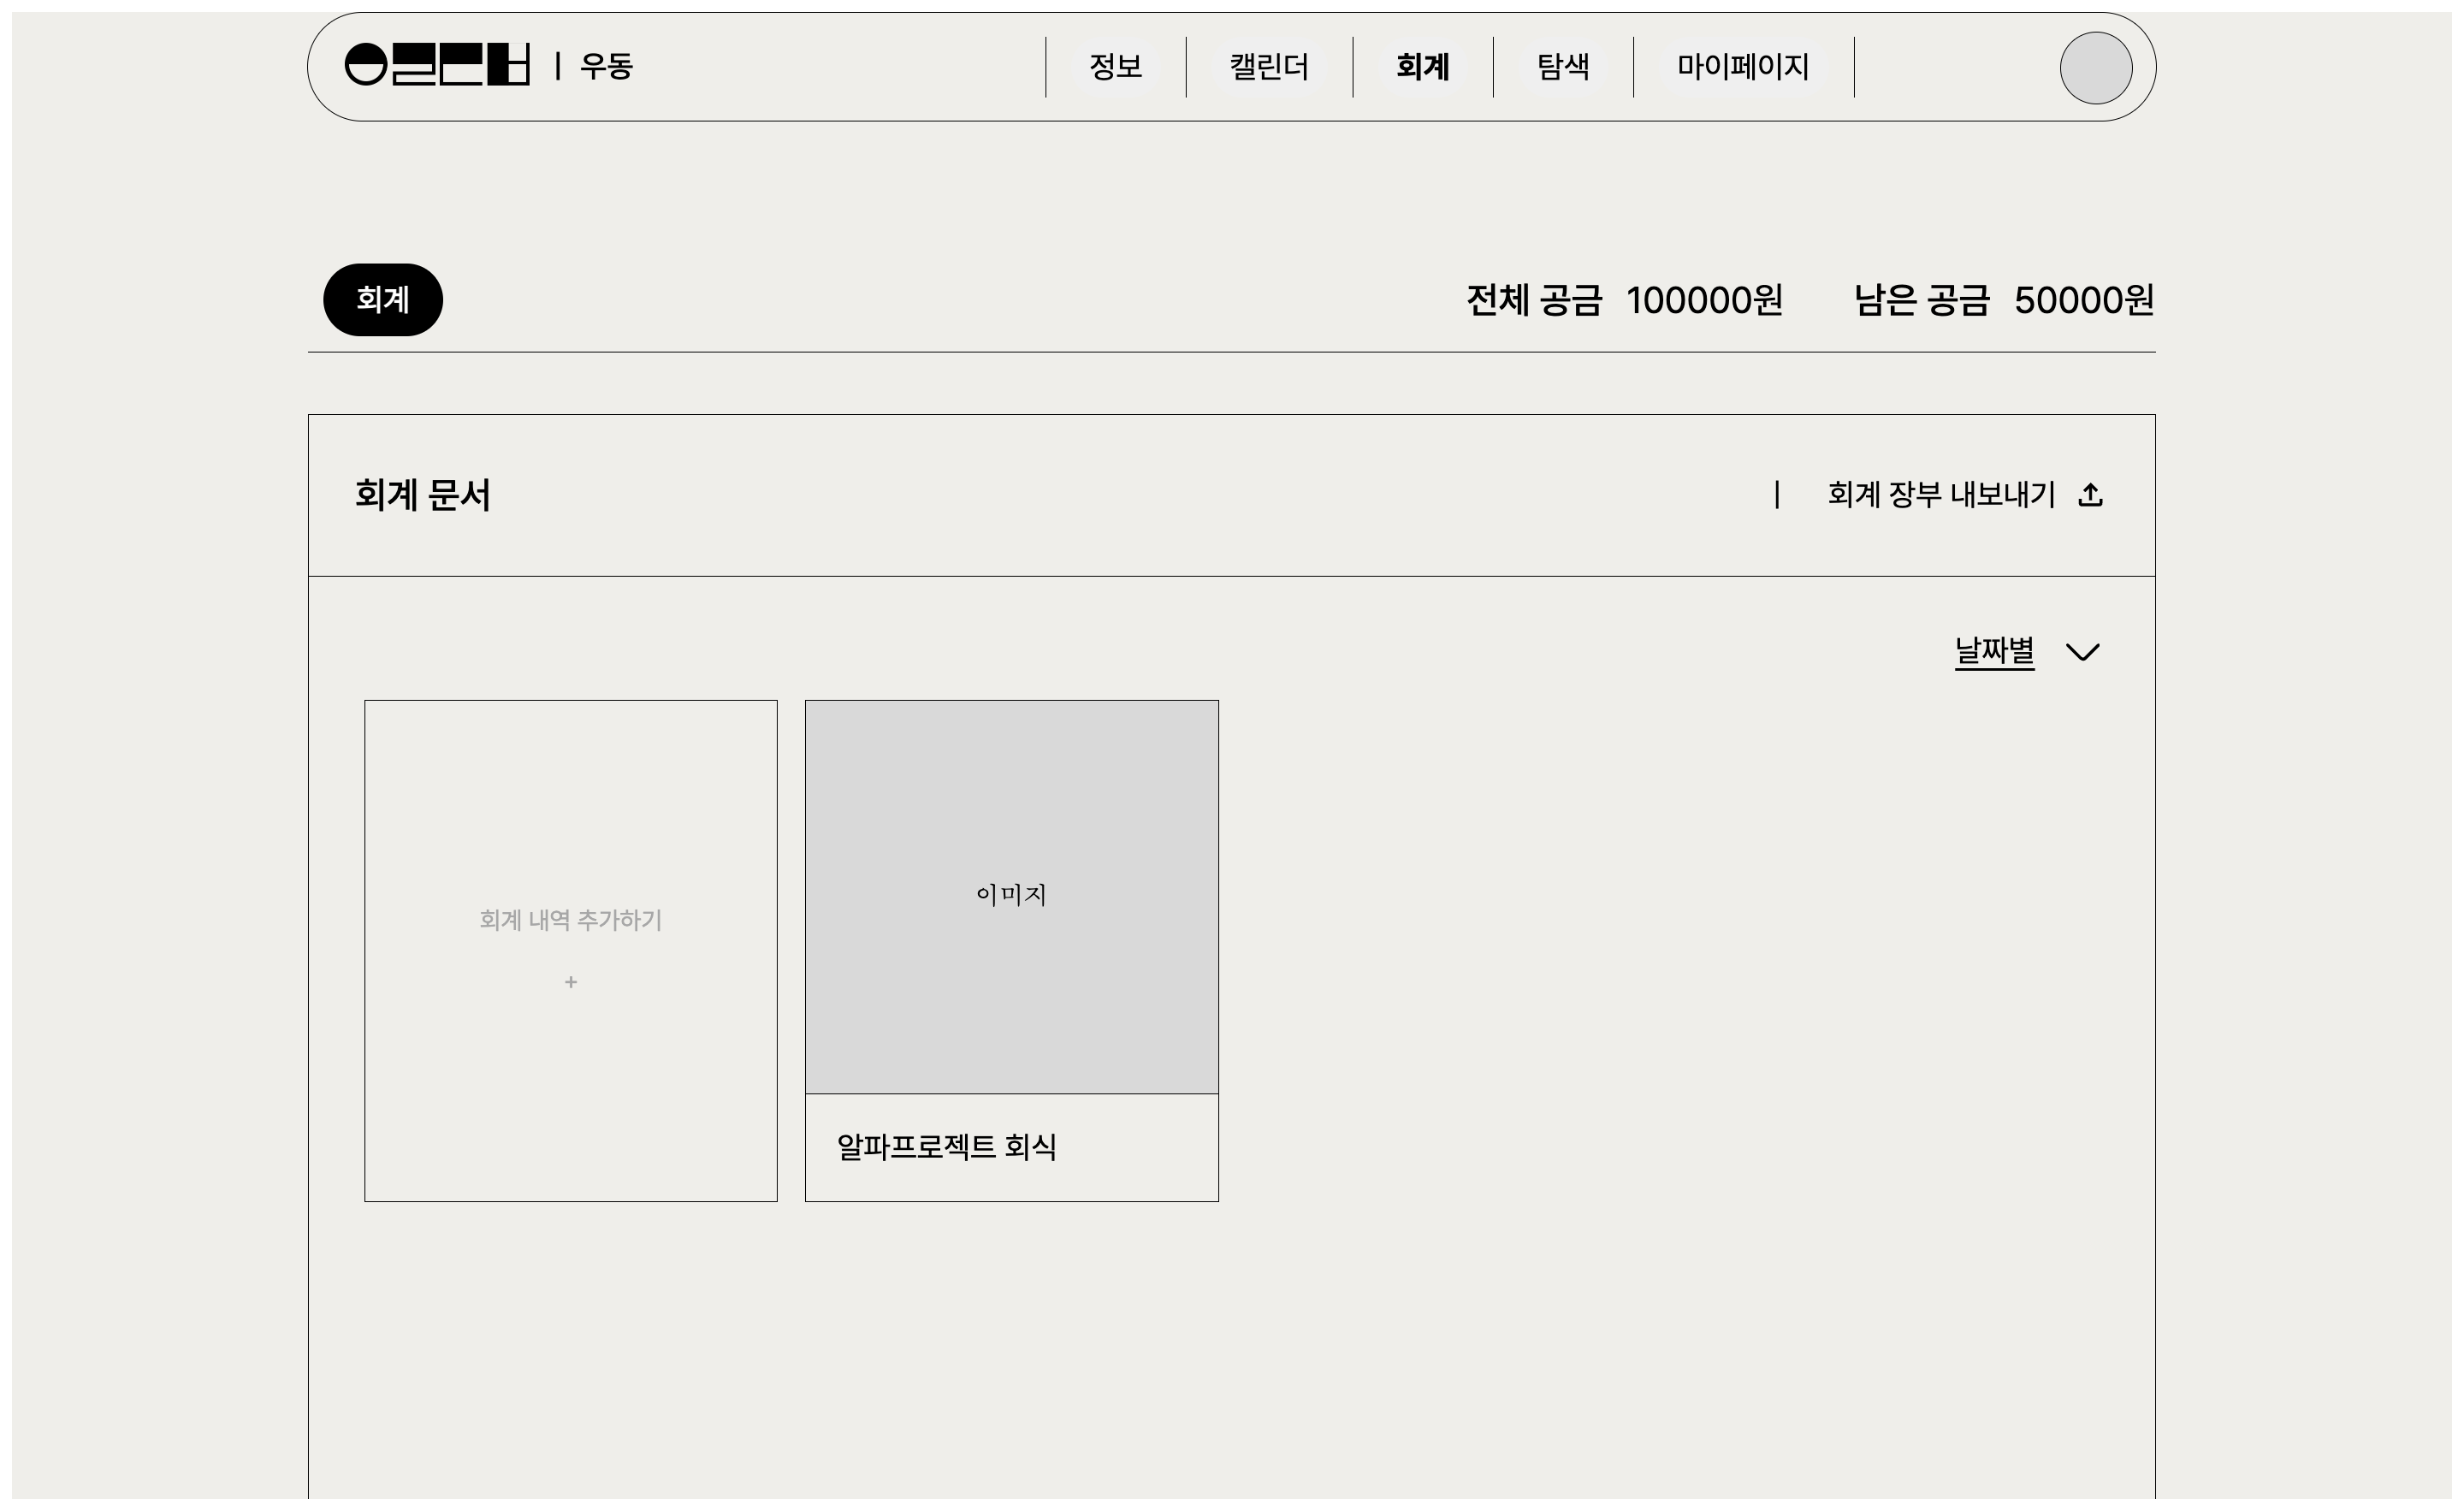 | 우동
정보
캘린더
회계
탐색
마이페이지
회계
전체 공금 100000원
남은 공금 50000원
회계 문서
| 회계 장부 내보내기
날짜별
회계 내역 추가하기
+
이미지
알파프로젝트 회식